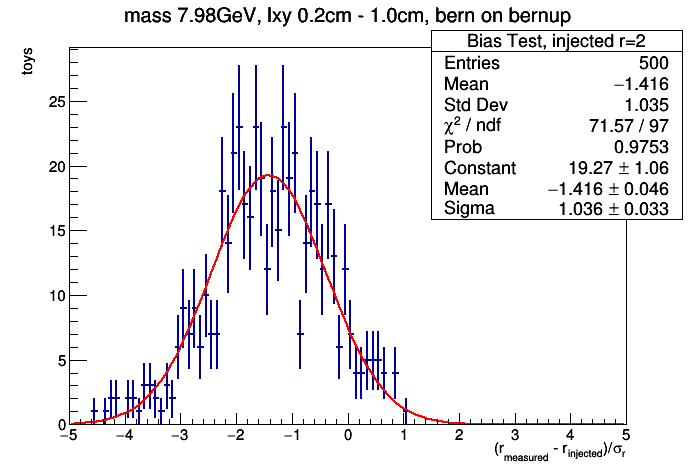 mass 7.98GeV, lxy 0.2cm - 1.0cm, bern on bernup
toys
Bias Test, injected r=2
Entries 500
Mean −1.416
Std Dev 1.035
χ² / ndf 71.57 / 97
Prob 0.9753
Constant 19.27 ± 1.06
Mean −1.416 ± 0.046
Sigma 1.036 ± 0.033
25
20
15
10
5
0
−5 −4 −3 −2 −1 0 1 2 3 4 5
(r_measured - r_injected)/σ_r